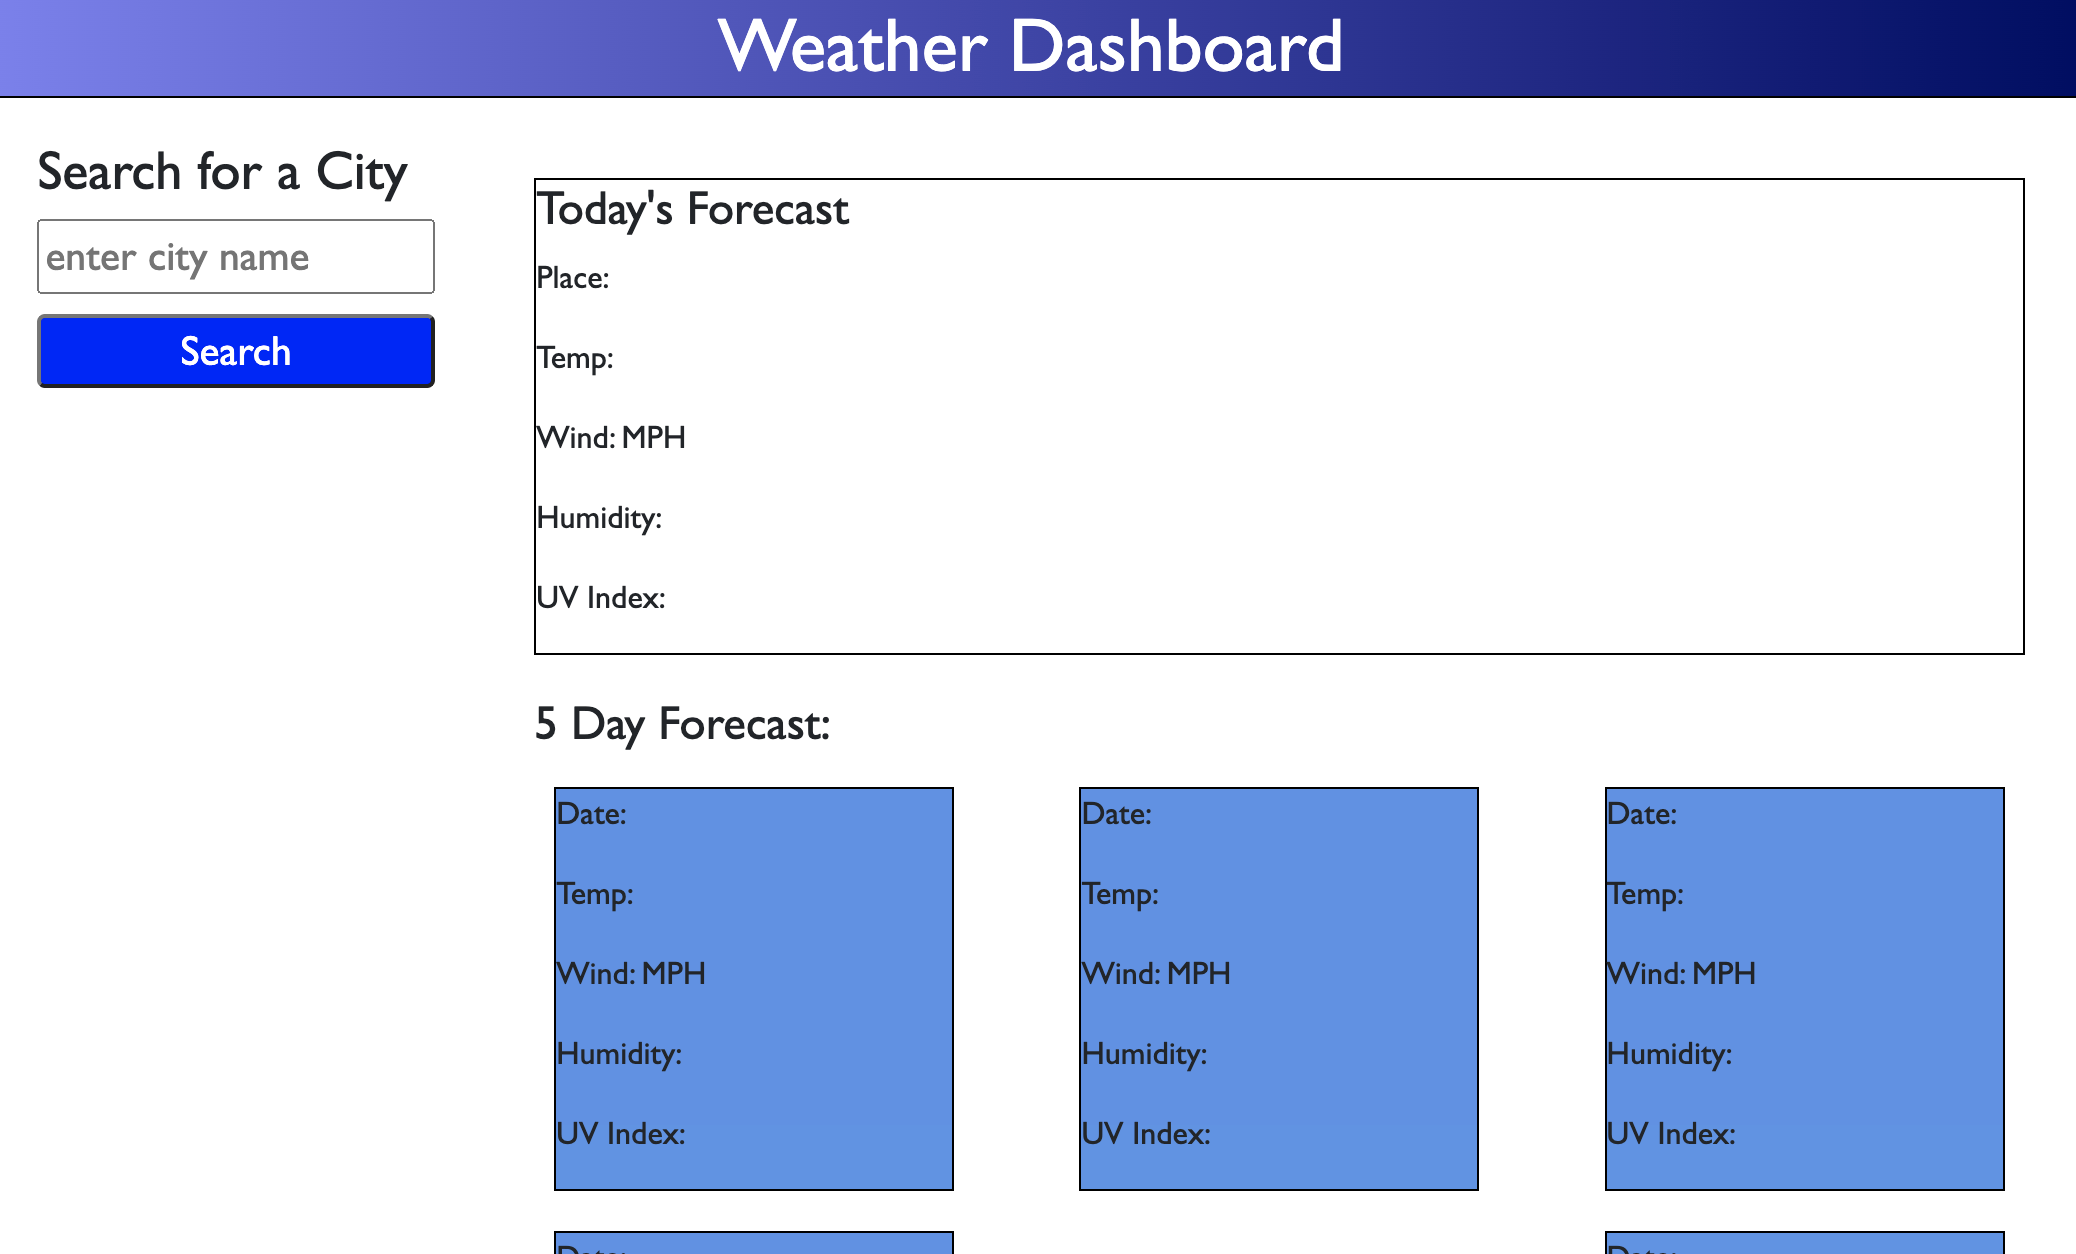 Weather Dashboard
Search for a City
enter city name
Search
Today's Forecast
Place:
Temp:
Wind: MPH
Humidity:
UV Index:
5 Day Forecast:
Date:
Temp:
Wind: MPH
Humidity:
UV Index:
Date:
Temp:
Wind: MPH
Humidity:
UV Index:
Date:
Temp:
Wind: MPH
Humidity:
UV Index:
Date:
Date: